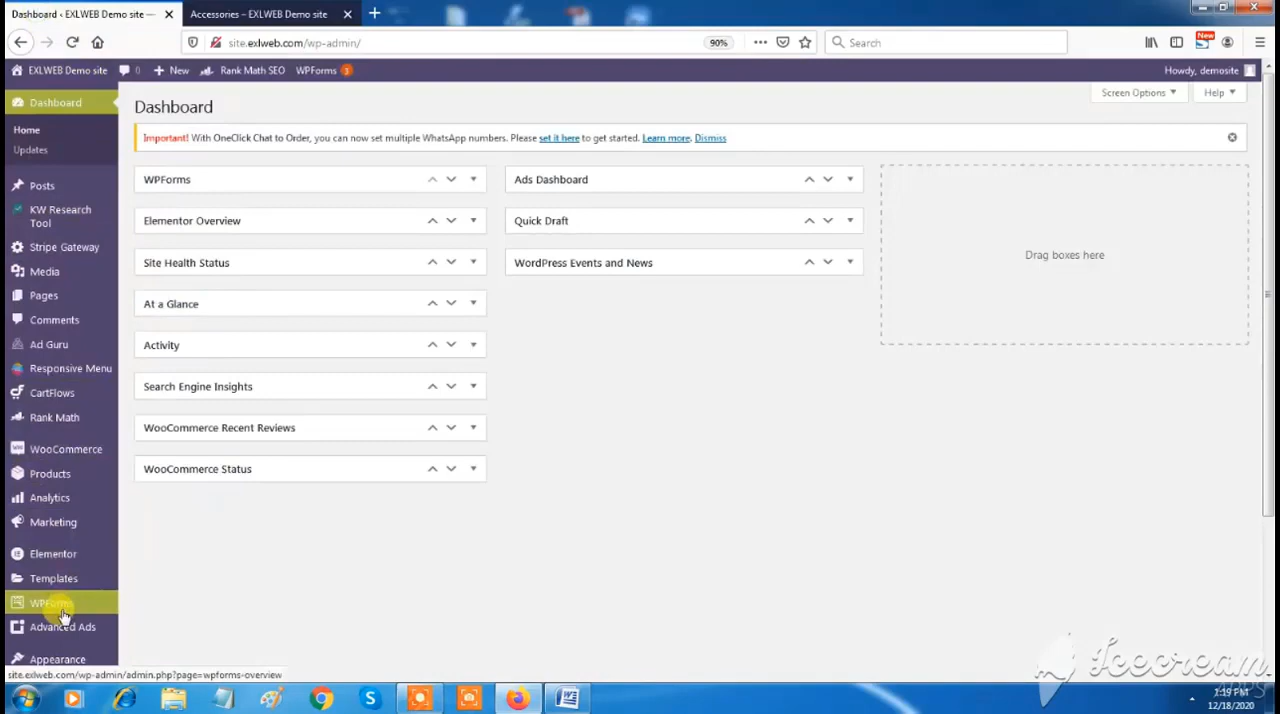 Dashboard ‹ EXLWEB Demo site —
Accessories – EXLWEB Demo site
site.exlweb.com/wp-admin/
90%
Search
New
EXLWEB Demo site
0
New
Rank Math SEO
WPForms
3
Howdy, demosite
Dashboard
Home
Updates
Posts
KW Research
Tool
Stripe Gateway
Media
Pages
Comments
Ad Guru
Responsive Menu
CartFlows
Rank Math
WooCommerce
Products
Analytics
Marketing
Elementor
Templates
WPForms
Advanced Ads
Appearance
Dashboard
Screen Options
Help
Important! With OneClick Chat to Order, you can now set multiple WhatsApp numbers. Please set it here to get started. Learn more. Dismiss
WPForms
Elementor Overview
Site Health Status
At a Glance
Activity
Search Engine Insights
WooCommerce Recent Reviews
WooCommerce Status
Ads Dashboard
Quick Draft
WordPress Events and News
Drag boxes here
site.exlweb.com/wp-admin/admin.php?page=wpforms-overview
Icecream
APPS
1:19 PM
12/18/2020